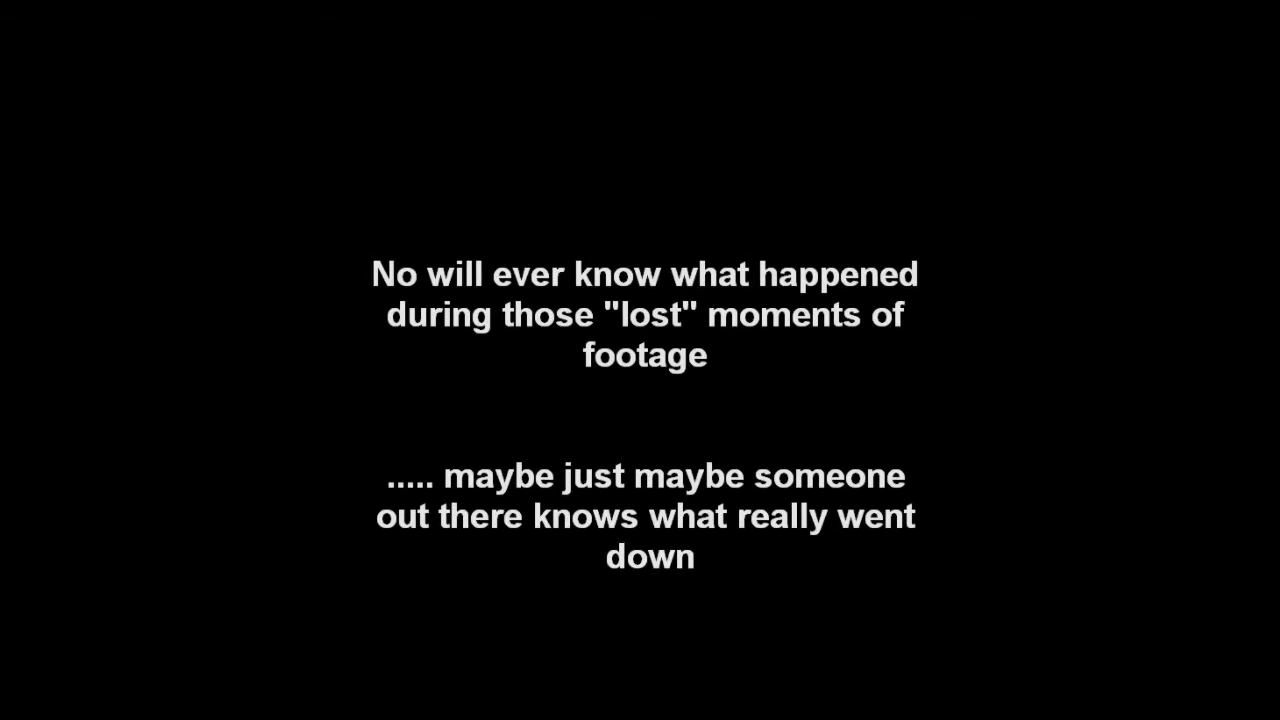 No will ever know what happened
during those "lost" moments of
footage
..... maybe just maybe someone
out there knows what really went
down